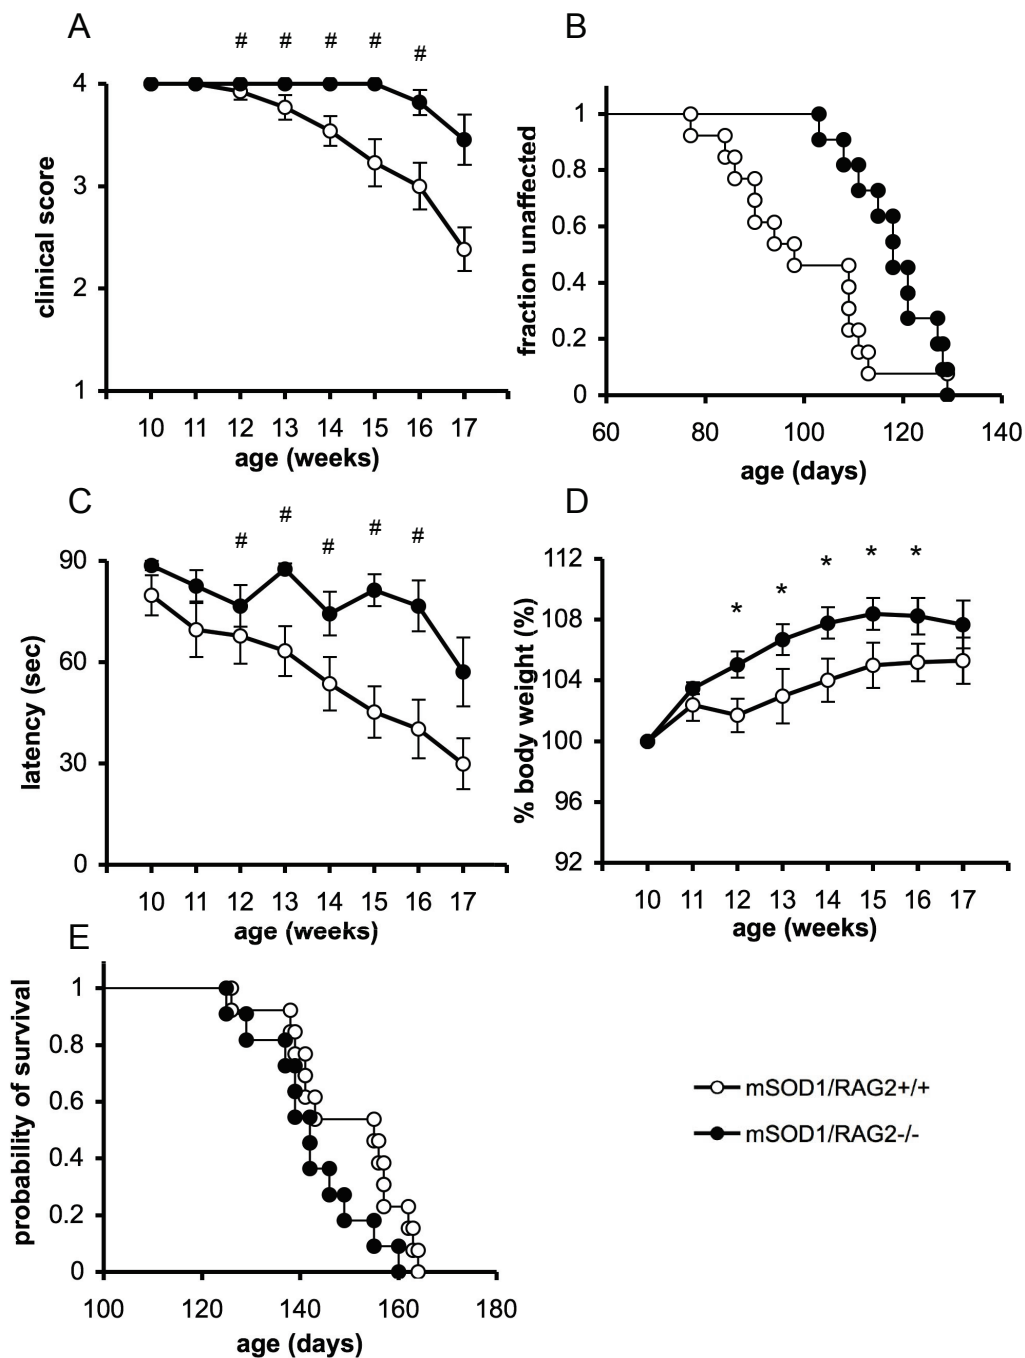 A
# # # # #
4
3
2
1
clinical score
10 11 12 13 14 15 16 17
age (weeks)
B
1
0.8
0.6
0.4
0.2
0
fraction unaffected
60 80 100 120 140
age (days)
C
# # # # #
90
60
30
0
latency (sec)
10 11 12 13 14 15 16 17
age (weeks)
D
* * * * *
112
108
104
100
96
92
% body weight (%)
10 11 12 13 14 15 16 17
age (weeks)
E
1
0.8
0.6
0.4
0.2
0
probability of survival
100 120 140 160 180
age (days)
mSOD1/RAG2+/+
mSOD1/RAG2-/-